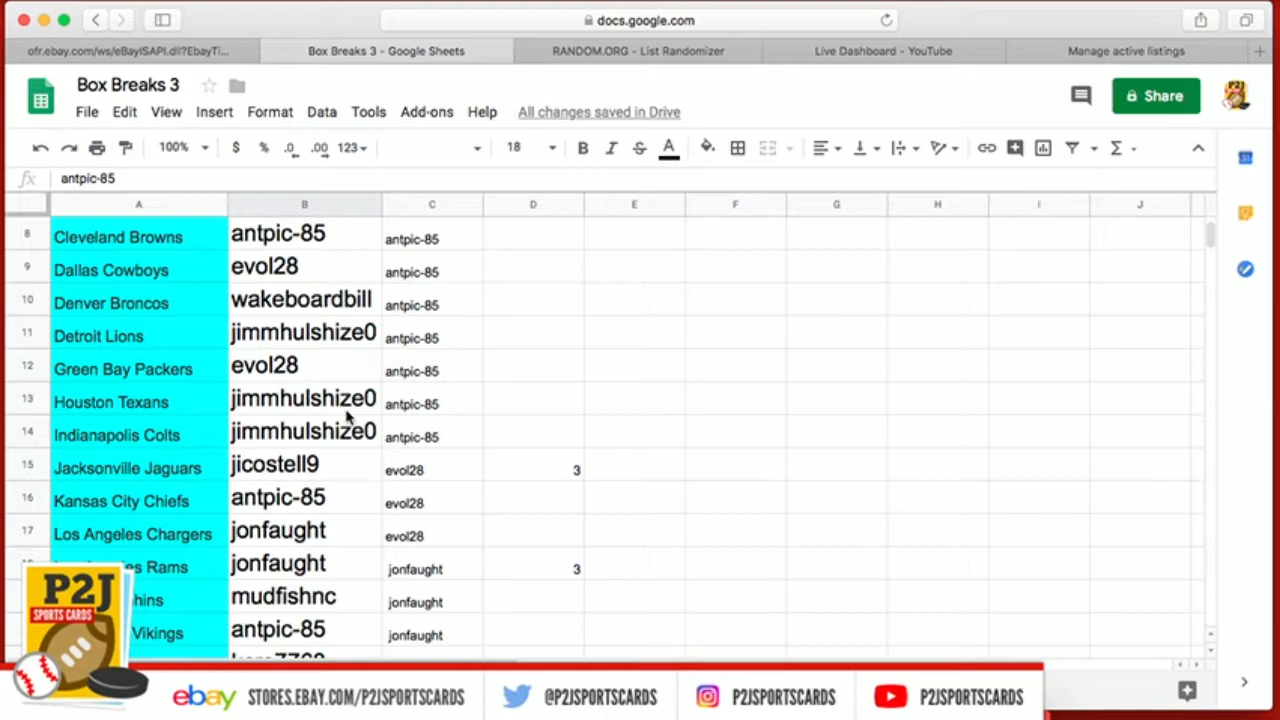 docs.google.com
ofr.ebay.com/ws/eBayISAPI.dll?EbayTi...
Box Breaks 3 - Google Sheets
RANDOM.ORG - List Randomizer
Live Dashboard - YouTube
Manage active listings
Box Breaks 3
File Edit View Insert Format Data Tools Add-ons Help All changes saved in Drive
Share
100% $ % .0 .00 123 18 B I S A
fx antpic-85
A B C D E F G H I J
8 Cleveland Browns antpic-85 antpic-85
9 Dallas Cowboys evol28 antpic-85
10 Denver Broncos wakeboardbill antpic-85
11 Detroit Lions jimmhulshize0 antpic-85
12 Green Bay Packers evol28 antpic-85
13 Houston Texans jimmhulshize0 antpic-85
14 Indianapolis Colts jimmhulshize0 antpic-85
15 Jacksonville Jaguars jicostell9 evol28 3
16 Kansas City Chiefs antpic-85 evol28
17 Los Angeles Chargers jonfaught evol28
Rams jonfaught jonfaught 3
mudfishnc jonfaught
Vikings antpic-85 jonfaught
P2J
SPORTS CARDS
ebay STORES.EBAY.COM/P2JSPORTSCARDS
@P2JSPORTSCARDS
P2JSPORTSCARDS
P2JSPORTSCARDS